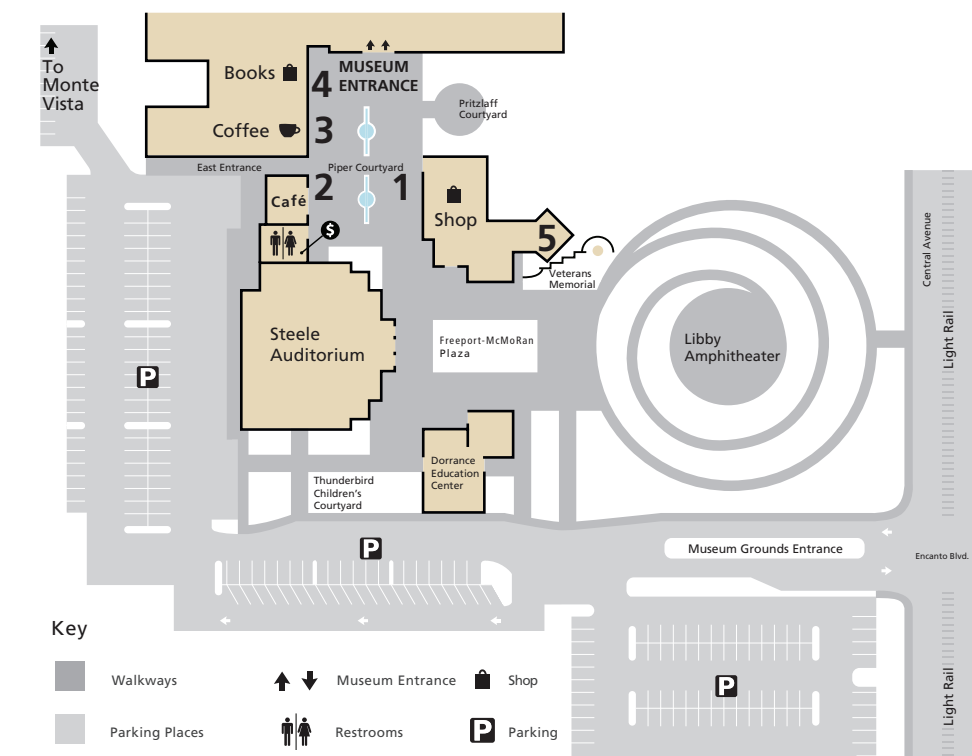 To
Monte
Vista
Books
4
MUSEUM
ENTRANCE
Pritzlaff
Courtyard
Coffee
3
East Entrance
Piper Courtyard
Café
2
1
Shop
$
5
Veterans
Memorial
Central Avenue
Light Rail
Steele
Auditorium
Freeport-McMoRan
Plaza
Libby
Amphitheater
P
Dorrance
Education
Center
Thunderbird
Children's
Courtyard
P
Museum Grounds Entrance
Encanto Blvd.
Key
Walkways
Museum Entrance
Shop
P
Light Rail
Parking Places
Restrooms
P
Parking